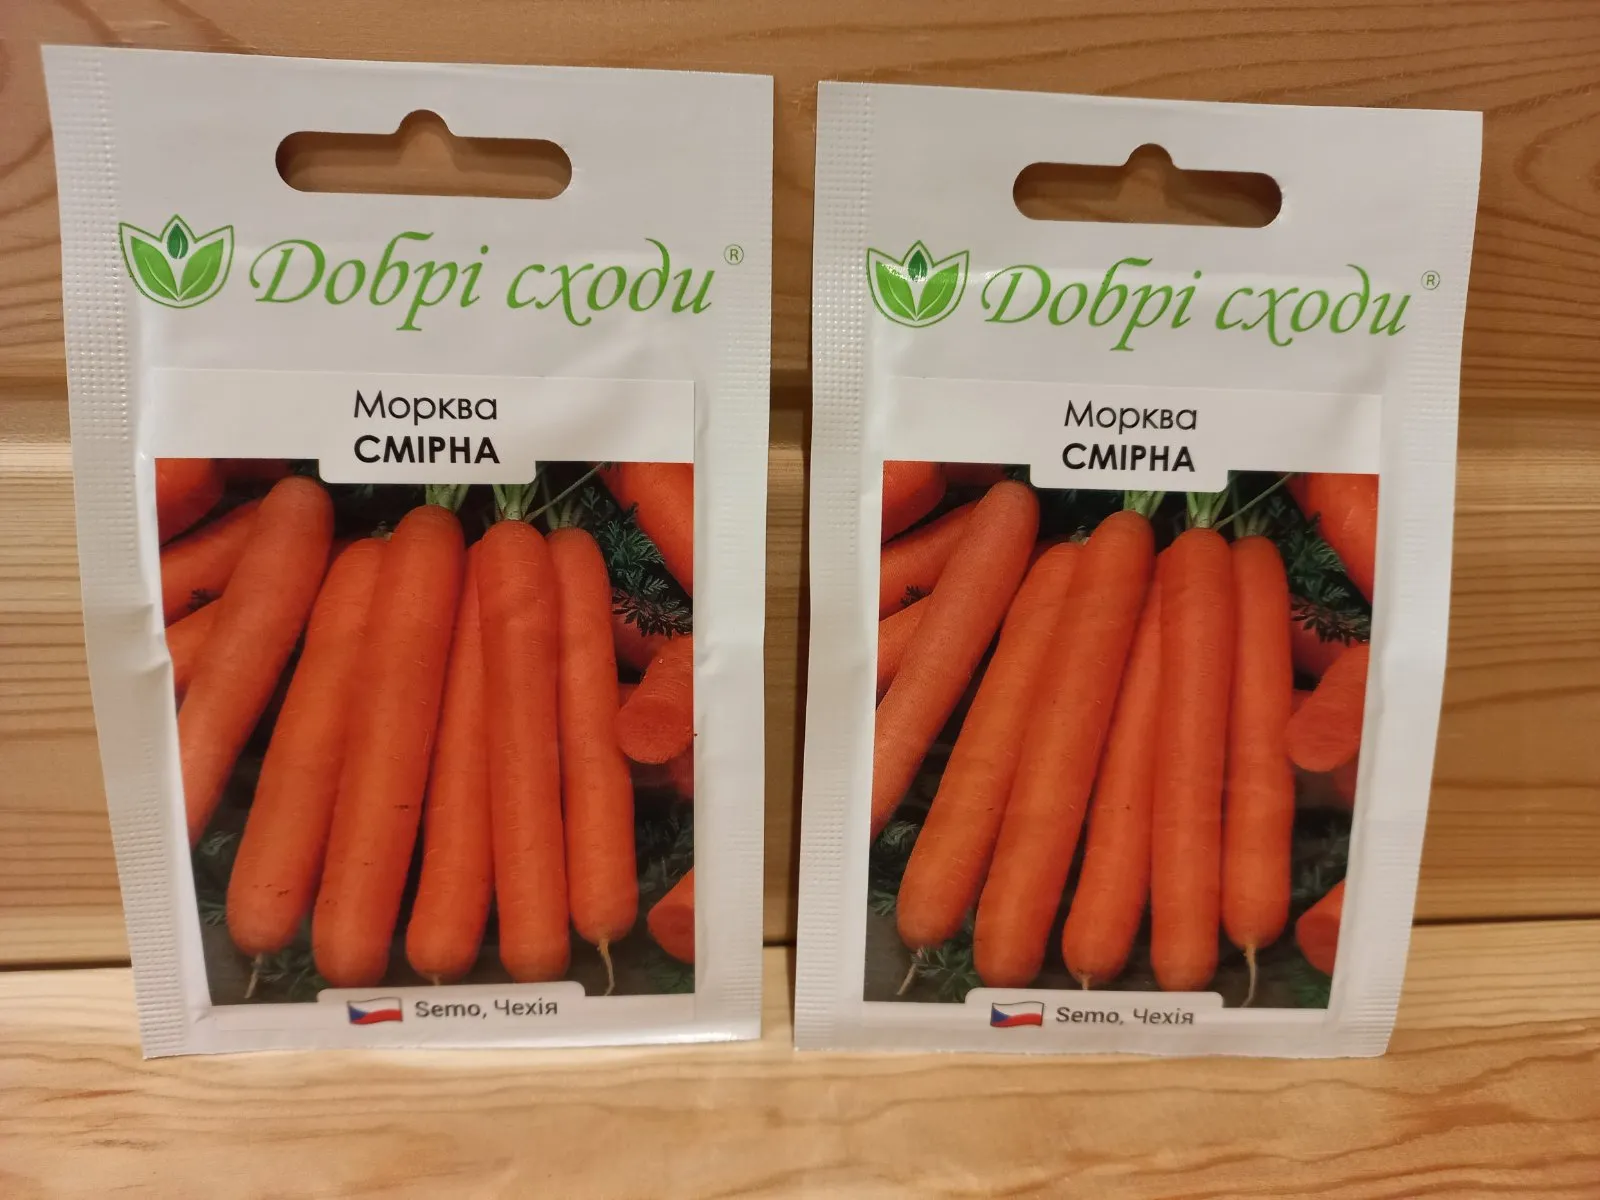 Добрі сходи®
Морква
СМІРНА
Semo, Чехія
Добрі сходи®
Морква
СМІРНА
Semo, Чехія